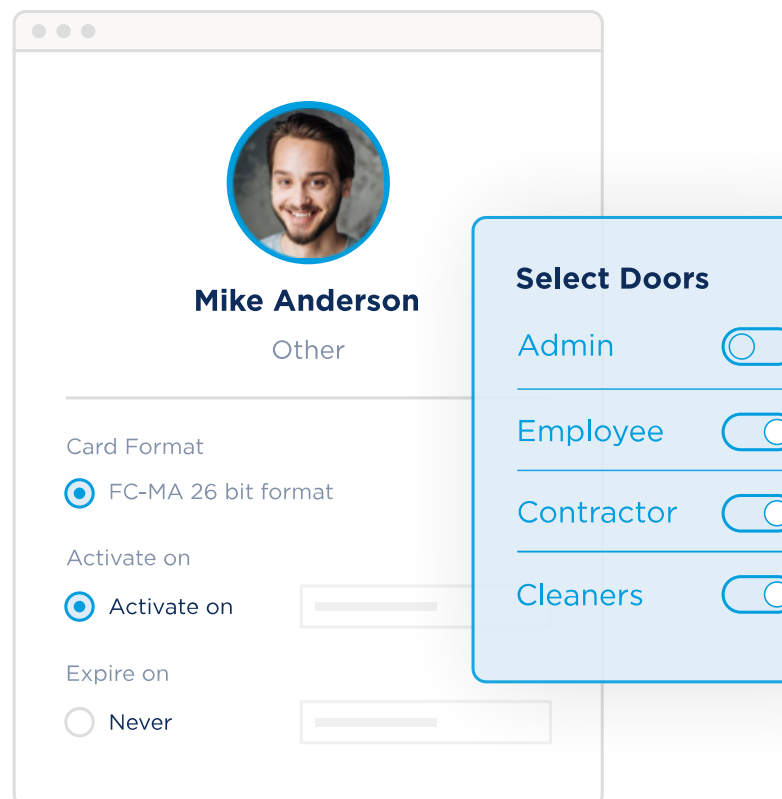 Mike Anderson
Other
Card Format
FC-MA 26 bit format
Activate on
Activate on
Expire on
Never
Select Doors
Admin
Employee
Contractor
Cleaners